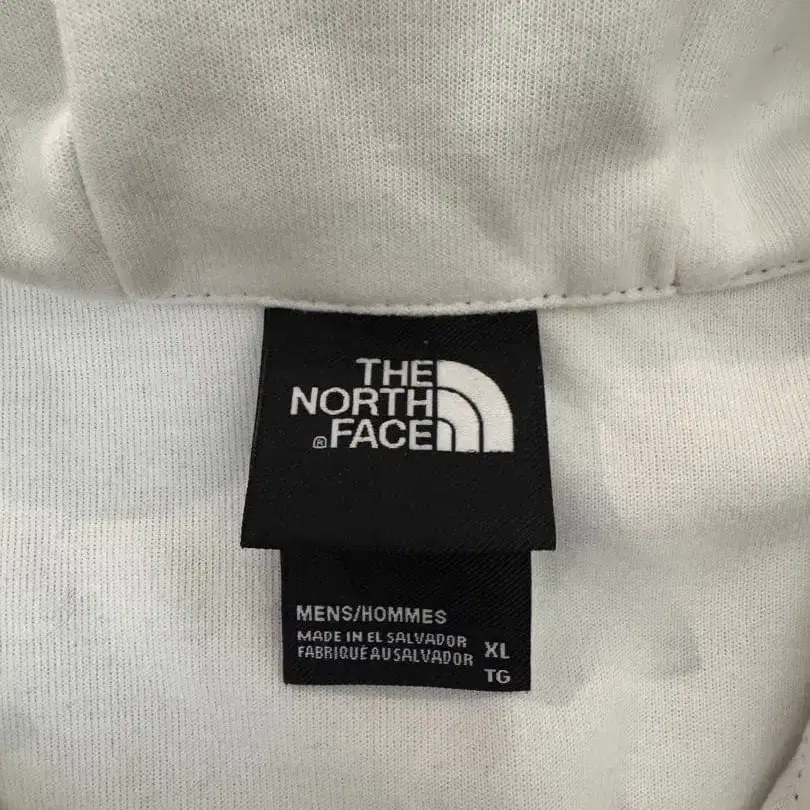 THE
NORTH
® FACE
MENS/HOMMES
MADE IN EL SALVADOR
FABRIQUÉ AU SALVADOR
XL
TG